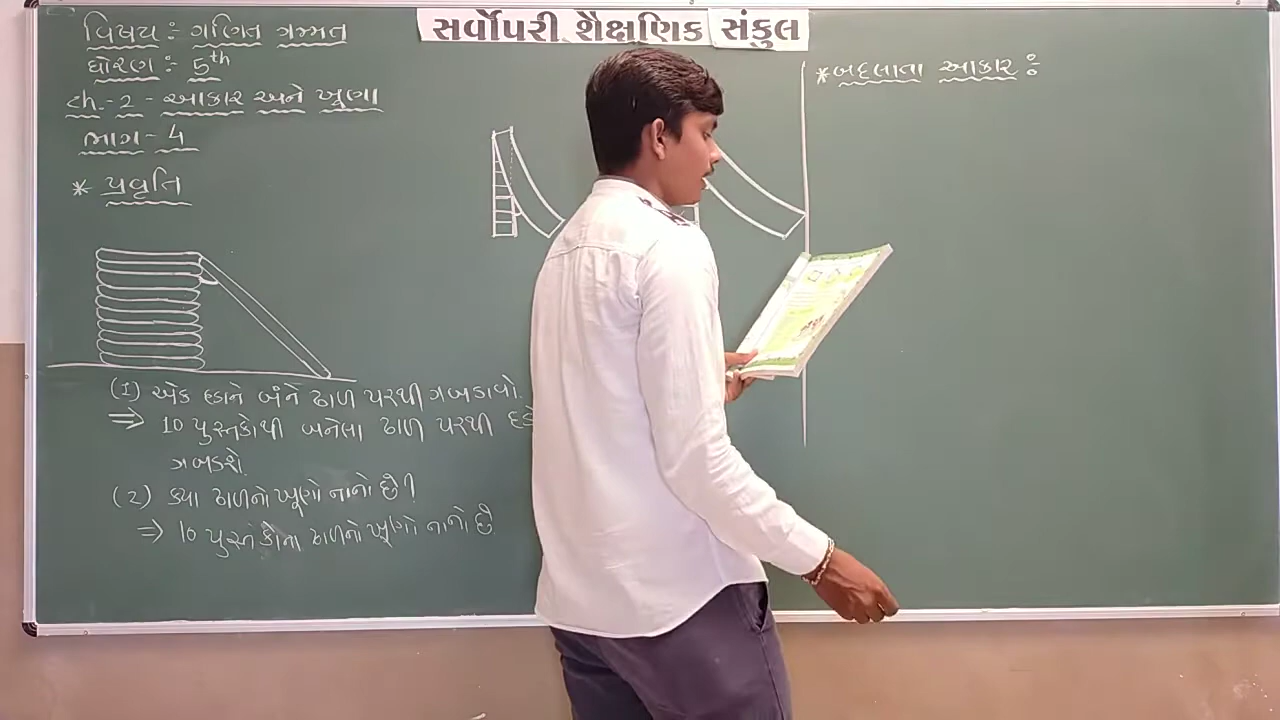 સર્વોપરી શૈક્ષણિક સંકુલ
વિષય : ગણિત ગમ્મત
ધોરણ : 5th
ch.-2 - આકાર અને ખૂણા
ભાગ - 4
* પ્રવૃતિ
(1) એક દડાને બંને ઢાળ પરથી ગબડાવો.
⇒ 10 પુસ્તકોથી બનેલા ઢાળ પરથી દડો
ગબડશે.
(2) ક્યા ઢાળનો ખૂણો નાનો છે ?
⇒ 10 પુસ્તકોના ઢાળનો ખૂણો નાનો છે
* બદલાતા આકાર :